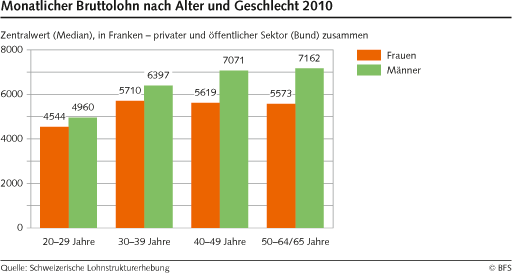 Monatlicher Bruttolohn nach Alter und Geschlecht 2010
Zentralwert (Median), in Franken – privater und öffentlicher Sektor (Bund) zusammen
8000
6000
4000
2000
0
4544
4960
5710
6397
5619
7071
5573
7162
20–29 Jahre
30–39 Jahre
40–49 Jahre
50–64/65 Jahre
Frauen
Männer
Quelle: Schweizerische Lohnstrukturerhebung
© BFS